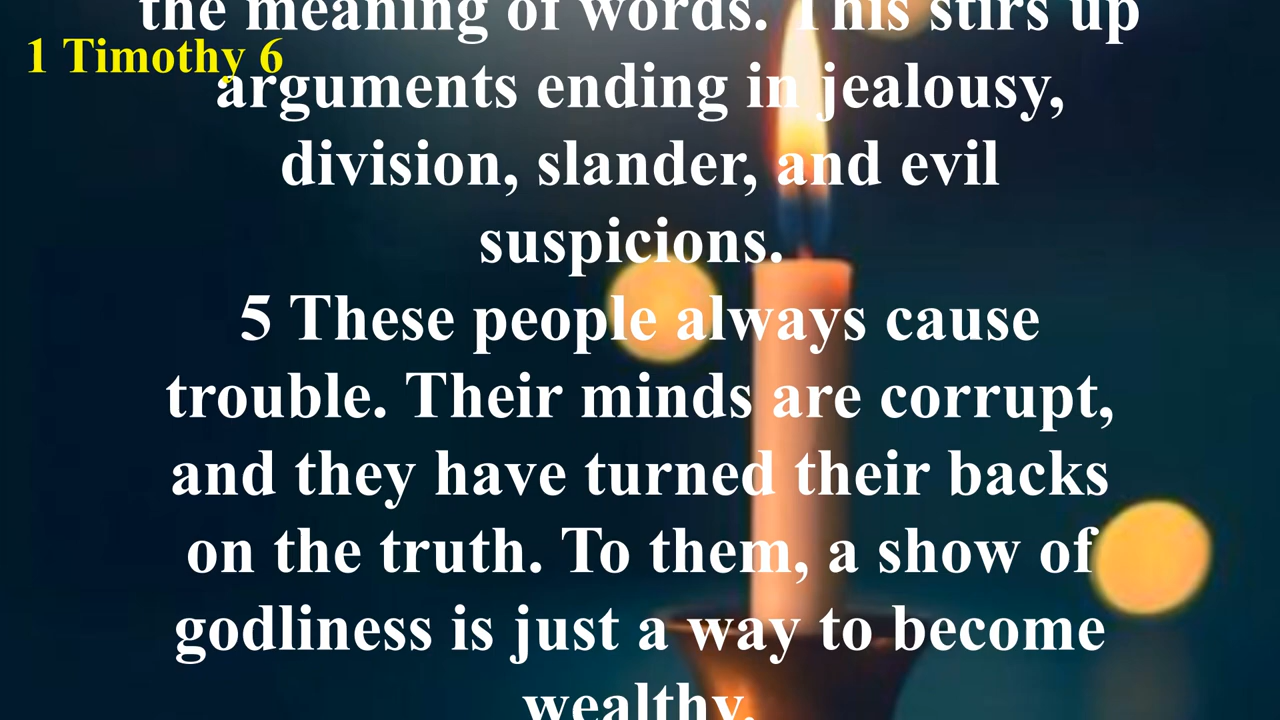 the meaning of words. This stirs up
1 Timothy 6
arguments ending in jealousy,
division, slander, and evil
suspicions.
5 These people always cause
trouble. Their minds are corrupt,
and they have turned their backs
on the truth. To them, a show of
godliness is just a way to become
wealthy.